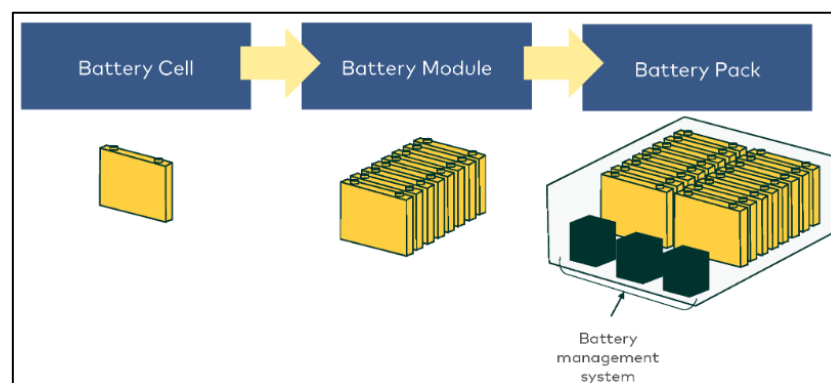 Battery Cell
Battery Module
Battery Pack
Battery
management
system